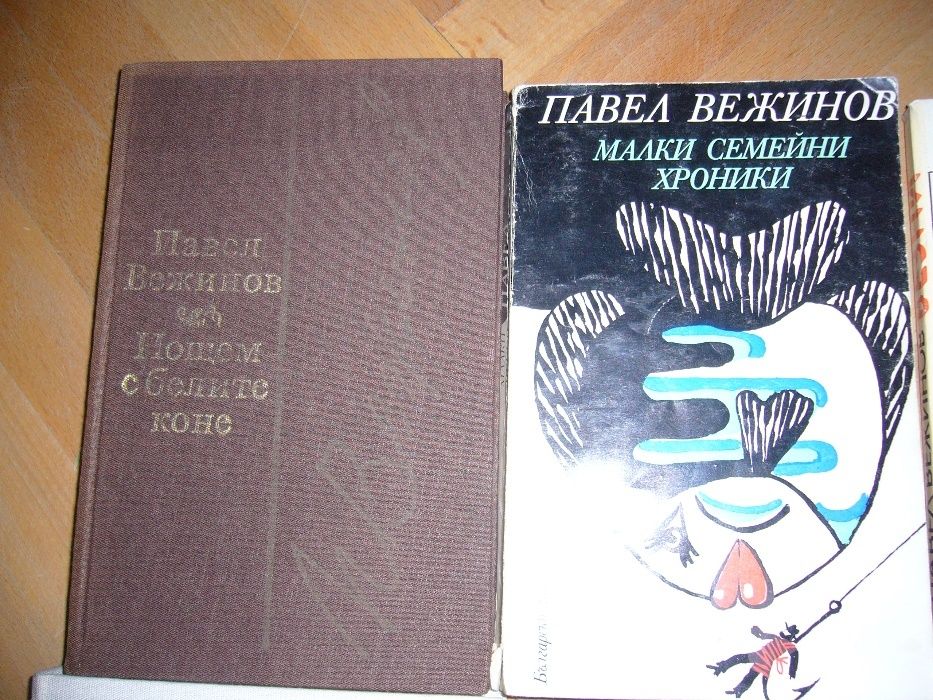 Павел
Вежинов
Нощем
с белите
коне
ПАВЕЛ ВЕЖИНОВ
МАЛКИ СЕМЕЙНИ
ХРОНИКИ